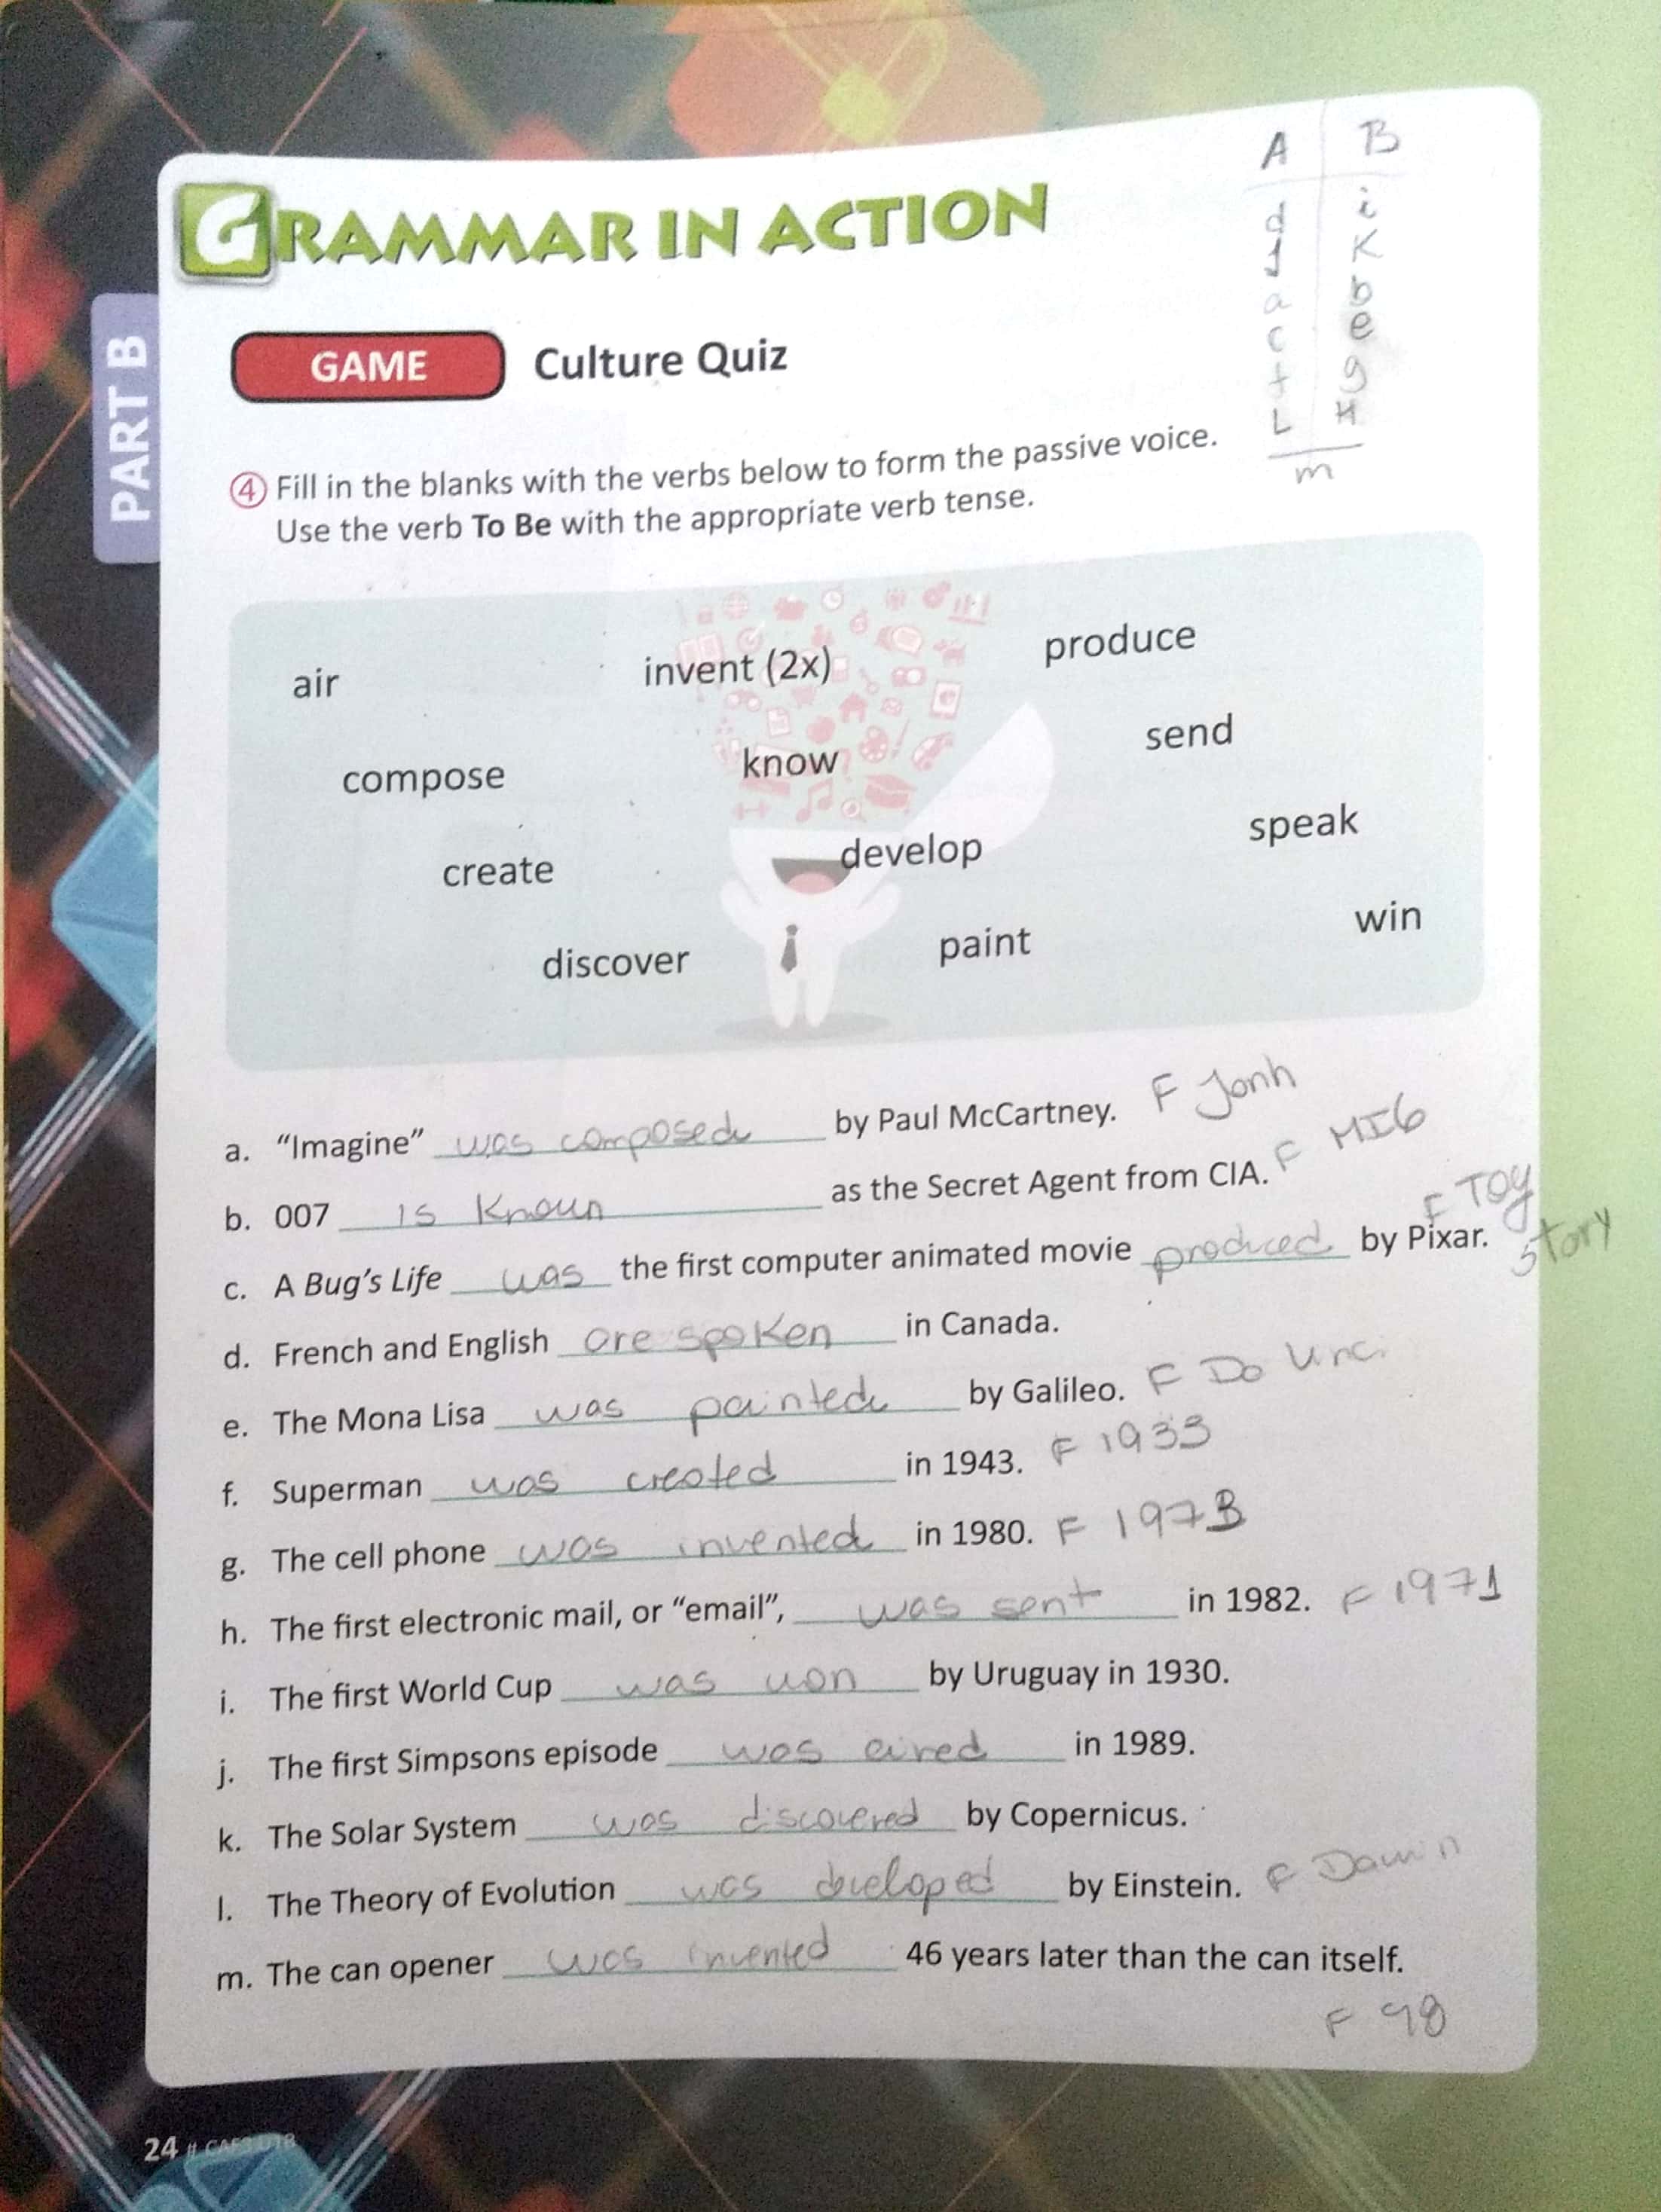 A B
GRAMMAR IN ACTION
d i
J K
a b
C e
GAME Culture Quiz
f g
L H
m
PART B
4 Fill in the blanks with the verbs below to form the passive voice.
Use the verb To Be with the appropriate verb tense.
air invent (2x) produce
compose know send
create develop speak
discover paint win
a. “Imagine” was composed by Paul McCartney. F Jonh
b. 007 is known as the Secret Agent from CIA. F MI6
c. A Bug’s Life was the first computer animated movie produced by Pixar. F Toy
Story
d. French and English are spoken in Canada.
e. The Mona Lisa was painted by Galileo. F Da Vinci
f. Superman was created in 1943. F 1933
g. The cell phone was invented in 1980. F 1973
h. The first electronic mail, or “email”, was sent in 1982. F 1971
i. The first World Cup was won by Uruguay in 1930.
j. The first Simpsons episode was aired in 1989.
k. The Solar System was discovered by Copernicus.
l. The Theory of Evolution was developed by Einstein. F Darwin
m. The can opener was invented 46 years later than the can itself.
F 48
24 #